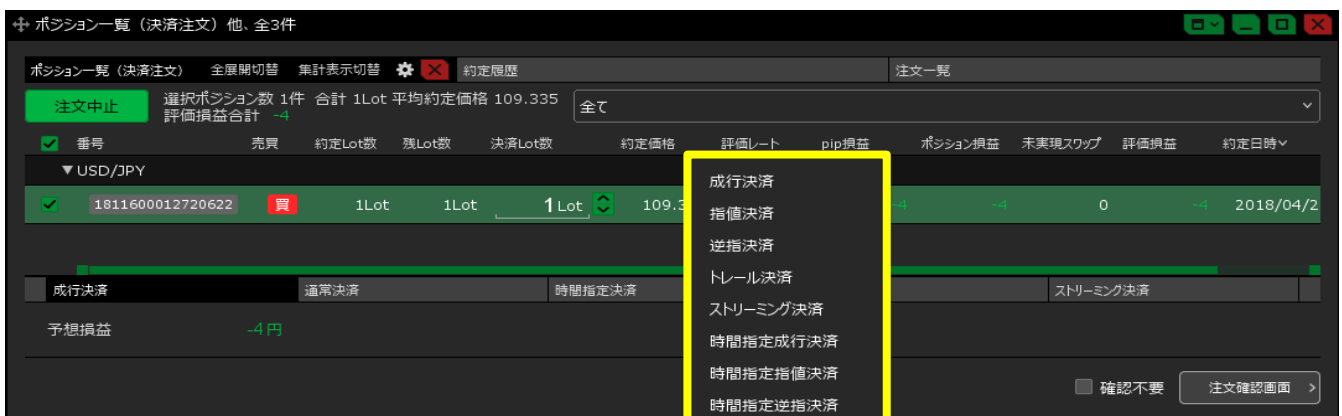 ポジション一覧（決済注文）他、全3件
ポジション一覧（決済注文） 全展開切替 集計表示切替 約定履歴 注文一覧
注文中止 選択ポジション数 1件 合計 1Lot 平均約定価格 109.335 全て
評価損益合計 -4
番号 売買 約定Lot数 残Lot数 決済Lot数 約定価格 評価レート pip損益 ポジション損益 未実現スワップ 評価損益 約定日時
▼USD/JPY
1811600012720622 買 1Lot 1Lot 1 Lot 109.3 -4 -4 0 -4 2018/04/2
成行決済
指値決済
逆指決済
トレール決済
ストリーミング決済
時間指定成行決済
時間指定指値決済
時間指定逆指決済
成行決済 通常決済 時間指定決済 ストリーミング決済
予想損益 -4円
確認不要 注文確認画面